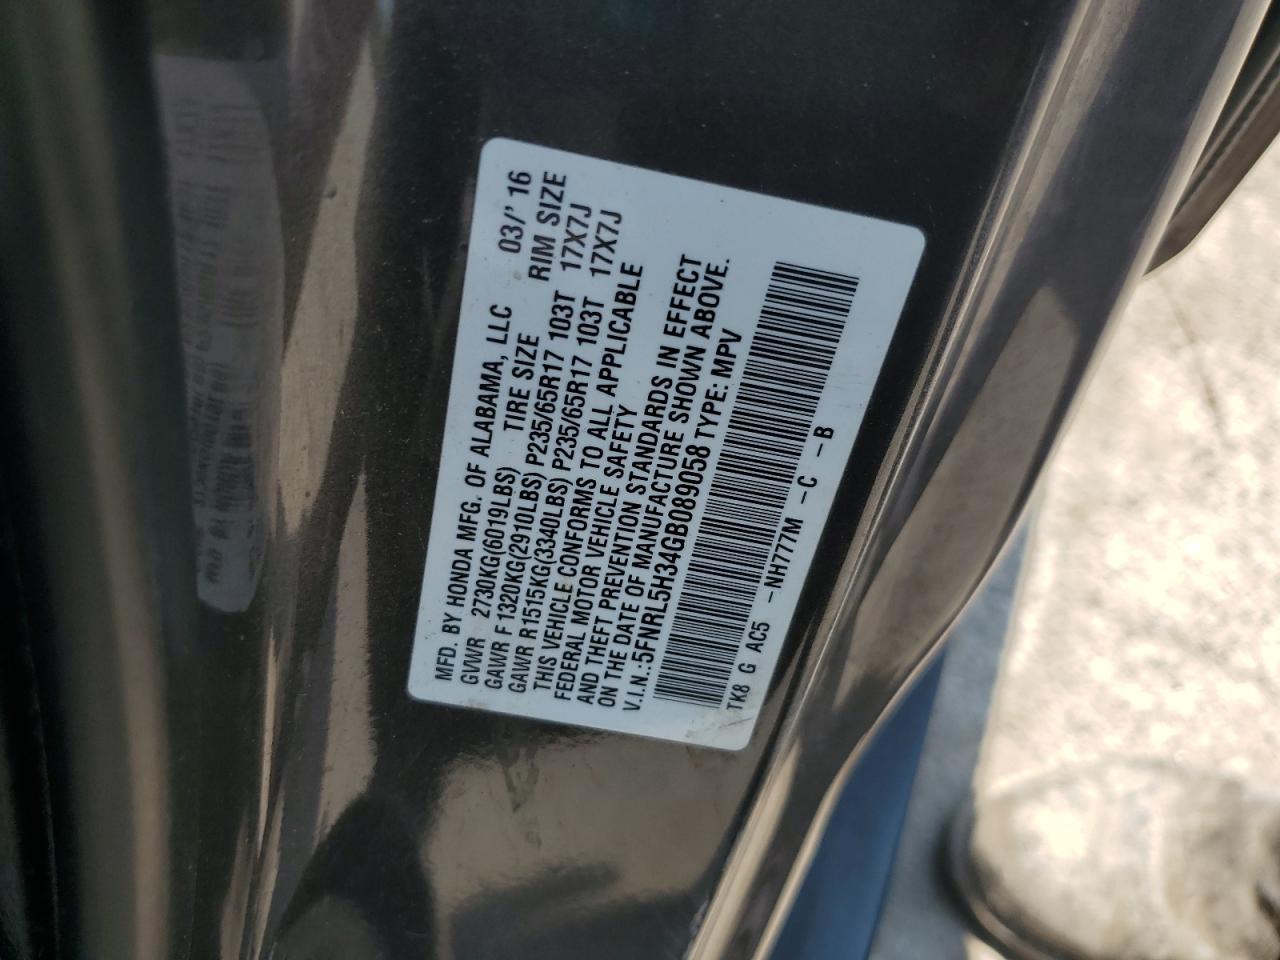 MFD. BY HONDA MFG. OF ALABAMA, LLC 03/' 16
GVWR 2730KG(6019LBS) TIRE SIZE RIM SIZE
GAWR F 1320KG(2910LBS) P235/65R17 103T 17X7J
GAWR R 1515KG(3340LBS) P235/65R17 103T 17X7J
THIS VEHICLE CONFORMS TO ALL APPLICABLE
FEDERAL MOTOR VEHICLE SAFETY
AND THEFT PREVENTION STANDARDS IN EFFECT
ON THE DATE OF MANUFACTURE SHOWN ABOVE.
V.I.N.:5FNRL5H34GB089058 TYPE: MPV
TK8 G AC5 -NH777M -C -B